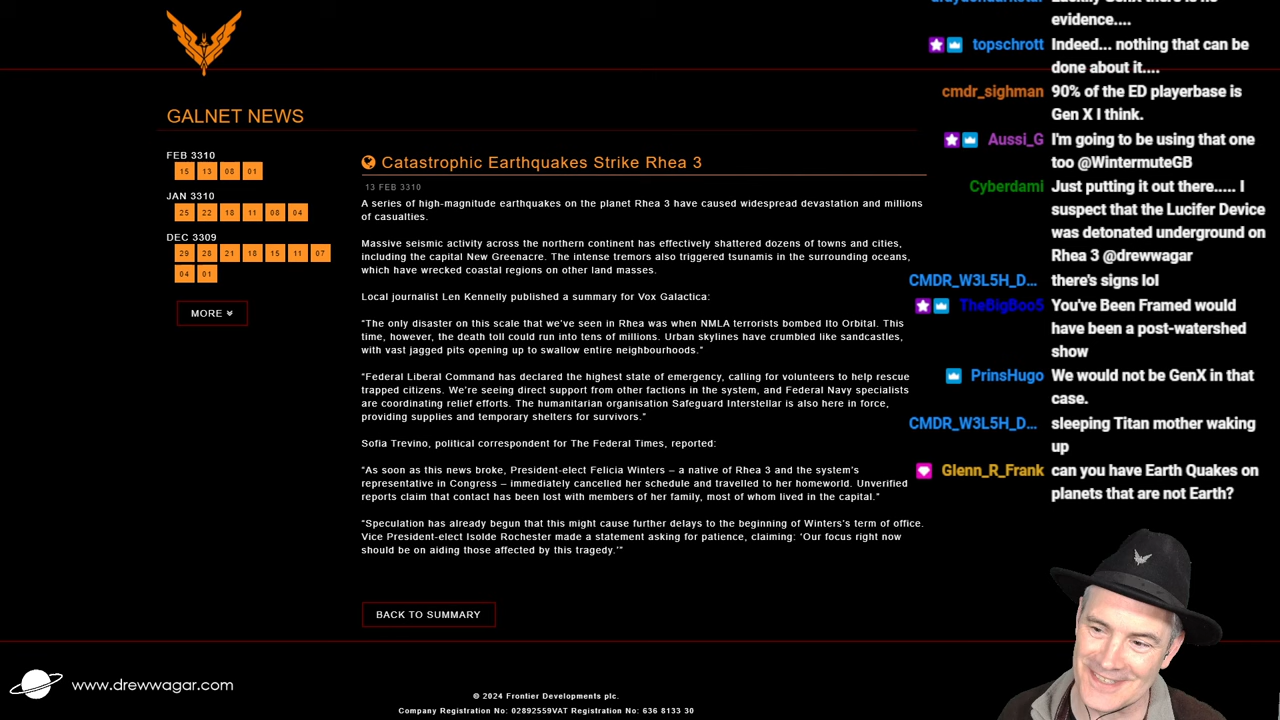 evidence....
topschrott Indeed... nothing that can be
done about it....
cmdr_sighman 90% of the ED playerbase is
Gen X I think.
Aussi_G I'm going to be using that one
too @WintermuteGB
Cyberdami Just putting it out there..... I
suspect that the Lucifer Device
was detonated underground on
Rhea 3 @drewwagar
CMDR_W3L5H_D... there's signs lol
TheBigBoo5 You've Been Framed would
have been a post-watershed
show
PrinsHugo We would not be GenX in that
case.
CMDR_W3L5H_D... sleeping Titan mother waking
up
Glenn_R_Frank can you have Earth Quakes on
planets that are not Earth?
GALNET NEWS
FEB 3310
15 13 08 01
JAN 3310
25 22 18 11 08 04
DEC 3309
29 28 21 18 15 11 07
04 01
MORE
Catastrophic Earthquakes Strike Rhea 3
13 FEB 3310
A series of high-magnitude earthquakes on the planet Rhea 3 have caused widespread devastation and millions
of casualties.
Massive seismic activity across the northern continent has effectively shattered dozens of towns and cities,
including the capital New Greenacre. The intense tremors also triggered tsunamis in the surrounding oceans,
which have wrecked coastal regions on other land masses.
Local journalist Len Kennelly published a summary for Vox Galactica:
“The only disaster on this scale that we’ve seen in Rhea was when NMLA terrorists bombed Ito Orbital. This
time, however, the death toll could run into tens of millions. Urban skylines have crumbled like sandcastles,
with vast jagged pits opening up to swallow entire neighbourhoods.”
“Federal Liberal Command has declared the highest state of emergency, calling for volunteers to help rescue
trapped citizens. We’re seeing direct support from other factions in the system, and Federal Navy specialists
are coordinating relief efforts. The humanitarian organisation Safeguard Interstellar is also here in force,
providing supplies and temporary shelters for survivors.”
Sofia Trevino, political correspondent for The Federal Times, reported:
“As soon as this news broke, President-elect Felicia Winters – a native of Rhea 3 and the system’s
representative in Congress – immediately cancelled her schedule and travelled to her homeworld. Unverified
reports claim that contact has been lost with members of her family, most of whom lived in the capital.”
“Speculation has already begun that this might cause further delays to the beginning of Winters’s term of office.
Vice President-elect Isolde Rochester made a statement asking for patience, claiming: ‘Our focus right now
should be on aiding those affected by this tragedy.’”
BACK TO SUMMARY
www.drewwagar.com
© 2024 Frontier Developments plc.
Company Registration No: 02892559VAT Registration No: 636 8133 30